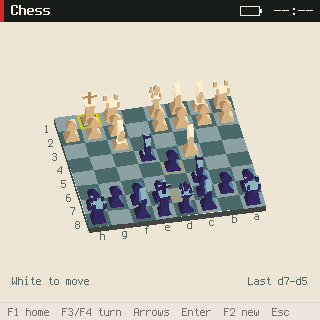 Chess --:--
1
2
3
4
5
6
7
8
h g f e d c b a
White to move Last d7-d5
F1 home F3/F4 turn Arrows Enter F2 new Esc